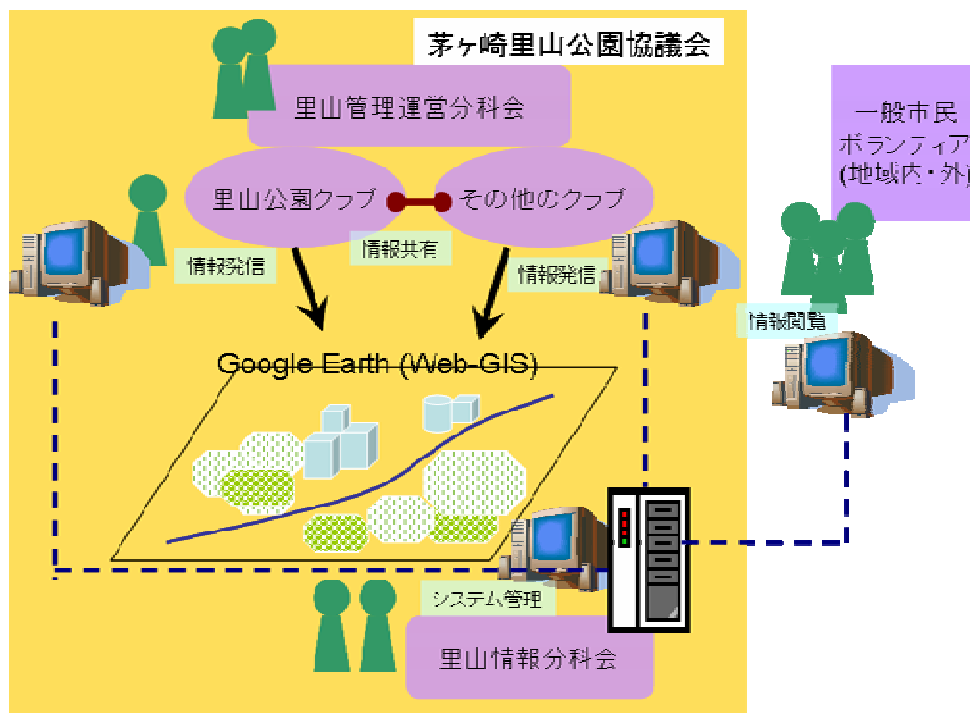 茅ヶ崎里山公園協議会
里山管理運営分科会
一般市民
ボランティア
(地域内・外)
里山公園クラブ
その他のクラブ
情報共有
情報発信
情報発信
情報閲覧
Google Earth (Web-GIS)
システム管理
里山情報分科会